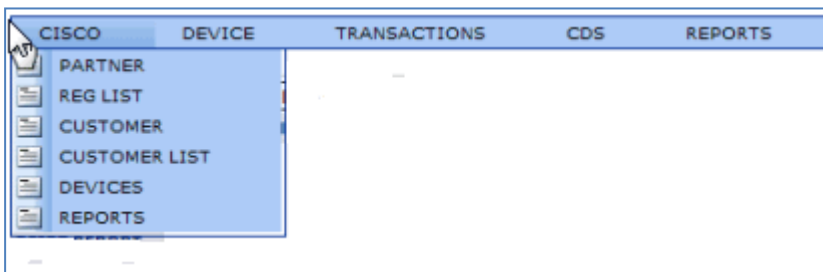 CISCO DEVICE TRANSACTIONS CDS REPORTS
PARTNER
REG LIST
CUSTOMER
CUSTOMER LIST
DEVICES
REPORTS